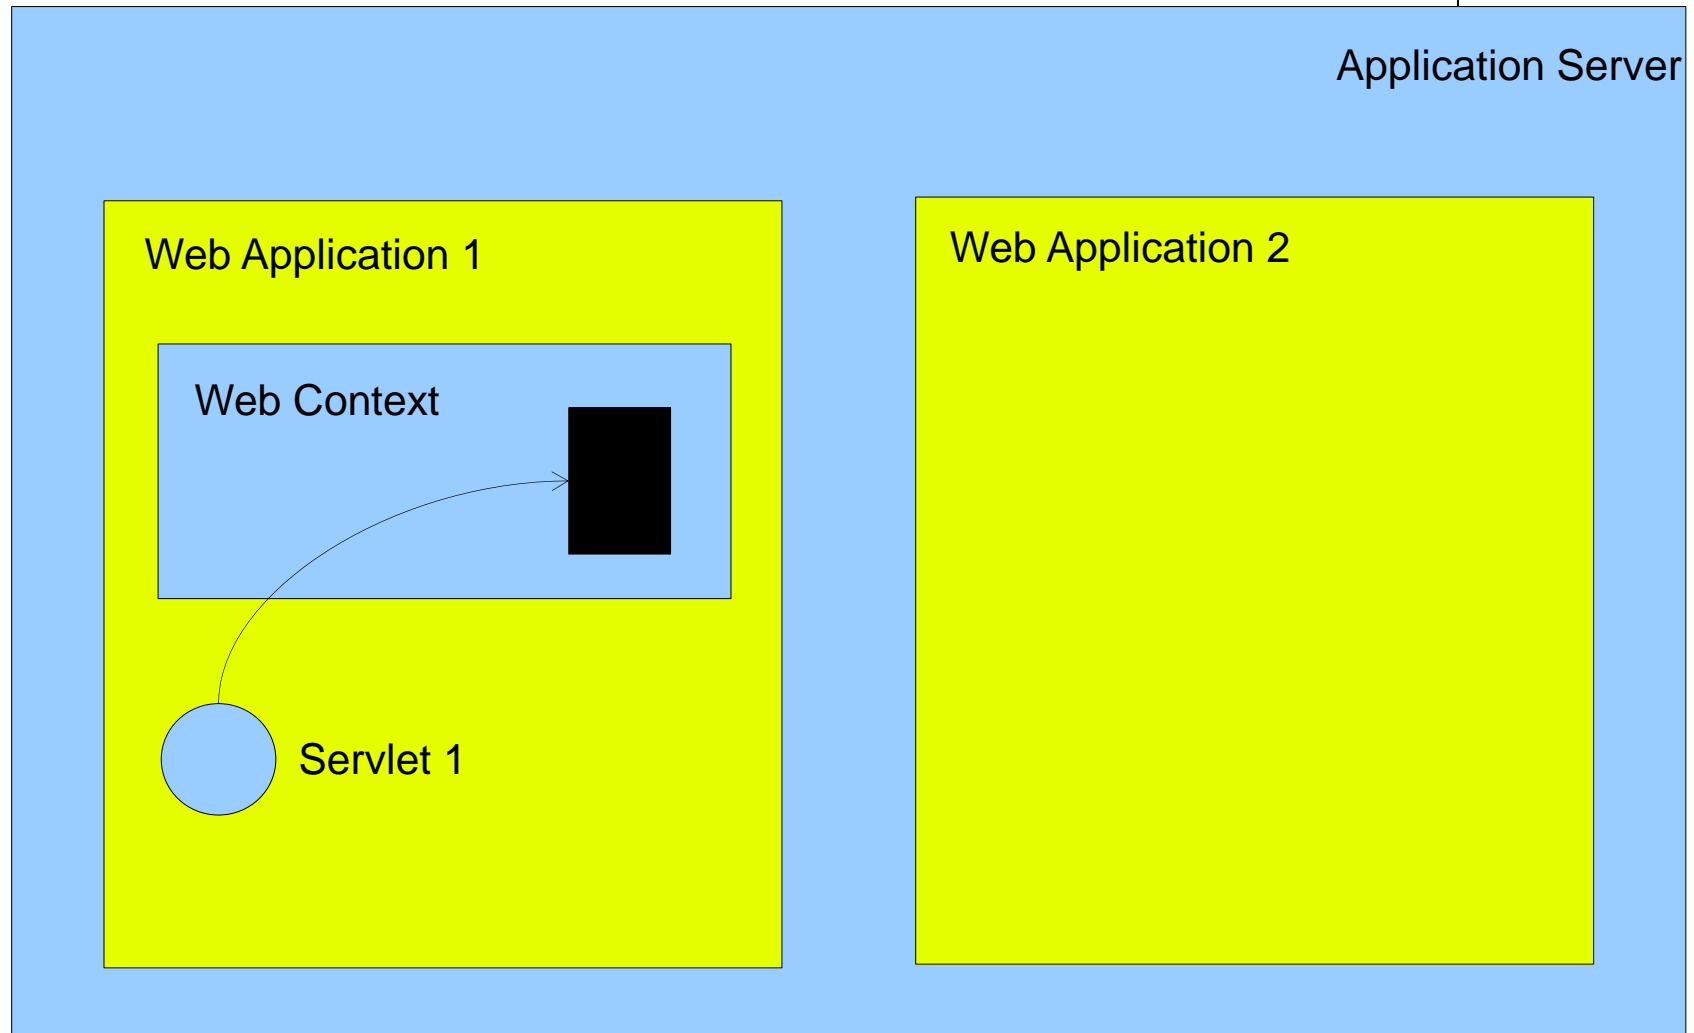 Application Server
Web Application 1
Web Context
Servlet 1
Web Application 2